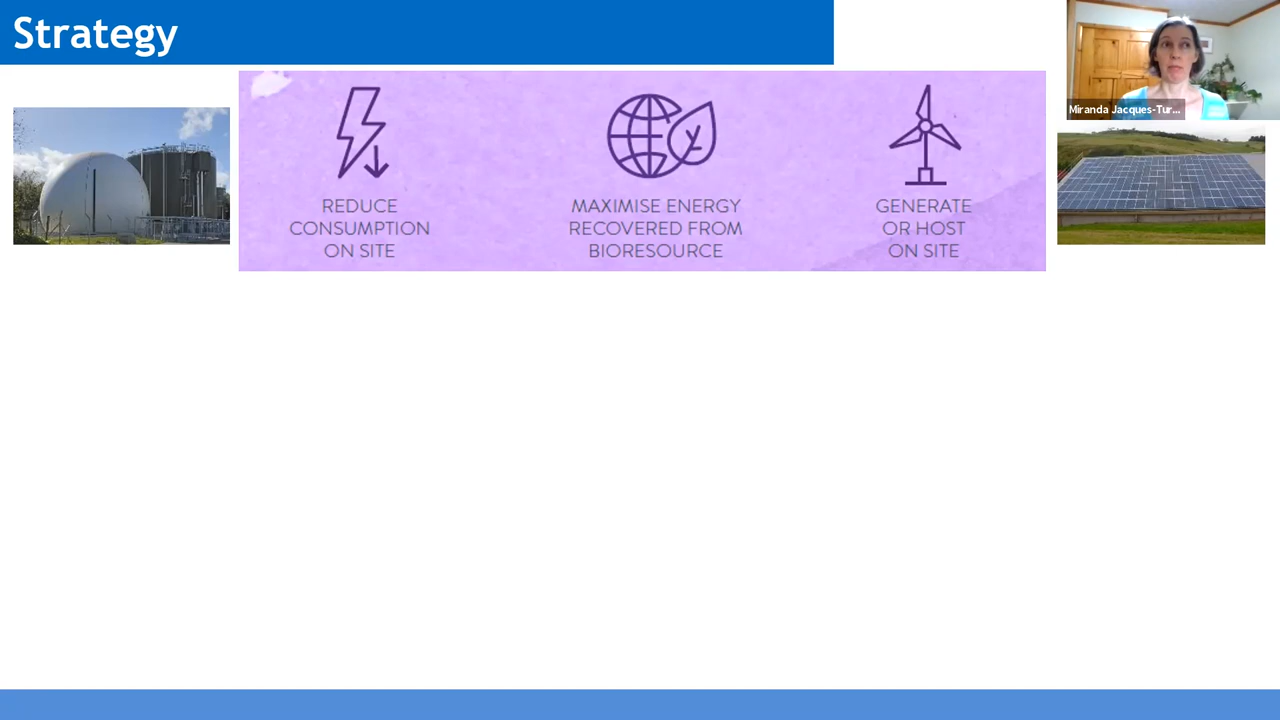 Strategy
Miranda Jacques-Tur...
REDUCE
CONSUMPTION
ON SITE
MAXIMISE ENERGY
RECOVERED FROM
BIORESOURCE
GENERATE
OR HOST
ON SITE